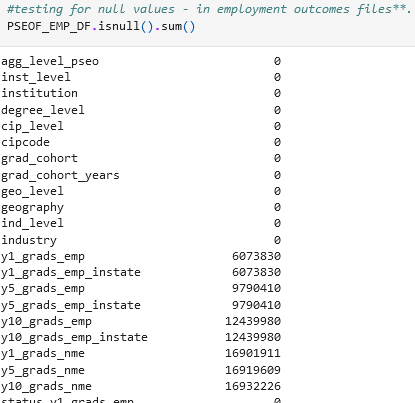 #testing for null values - in employment outcomes files**.
PSEOF_EMP_DF.isnull().sum()
agg_level_pseo 0
inst_level 0
institution 0
degree_level 0
cip_level 0
cipcode 0
grad_cohort 0
grad_cohort_years 0
geo_level 0
geography 0
ind_level 0
industry 0
y1_grads_emp 6073830
y1_grads_emp_instate 6073830
y5_grads_emp 9790410
y5_grads_emp_instate 9790410
y10_grads_emp 12439980
y10_grads_emp_instate 12439980
y1_grads_nme 16901911
y5_grads_nme 16919609
y10_grads_nme 16932226
status_y1_grads_emp 0